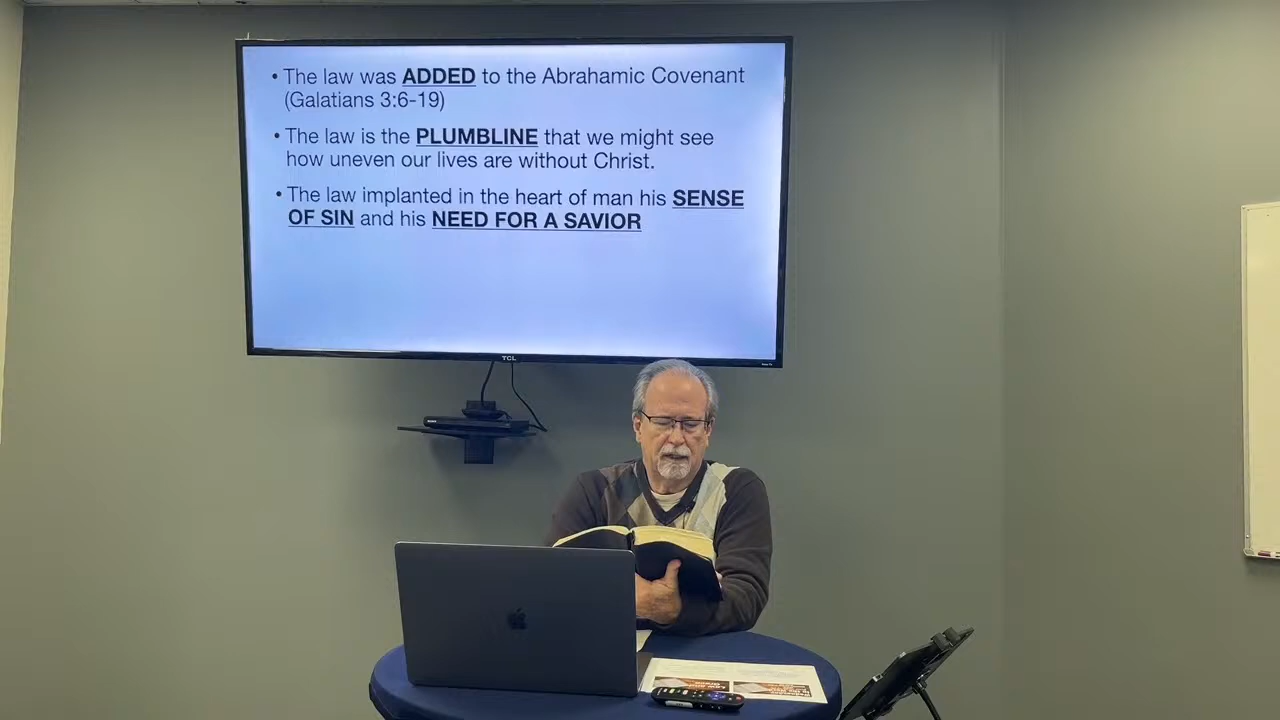 • The law was ADDED to the Abrahamic Covenant
(Galatians 3:6-19)
• The law is the PLUMBLINE that we might see
how uneven our lives are without Christ.
• The law implanted in the heart of man his SENSE
OF SIN and his NEED FOR A SAVIOR
TCL